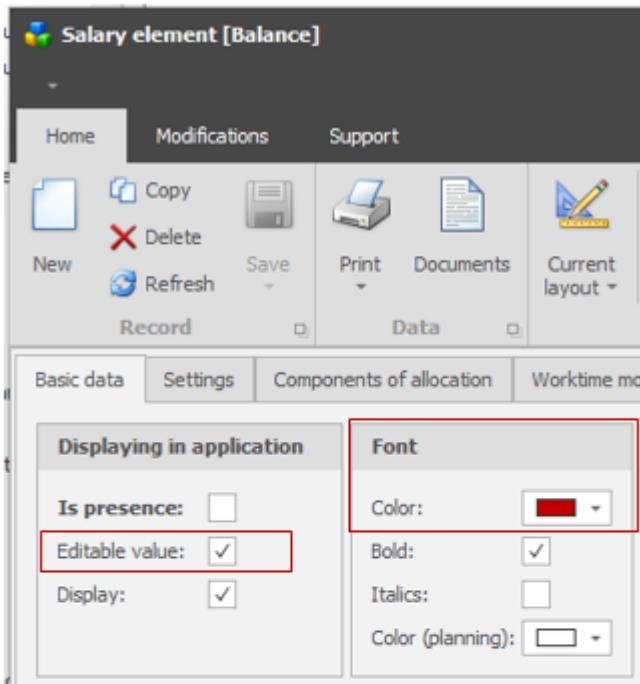 Salary element [Balance]
Home Modifications Support
New
Copy
Delete
Refresh
Save
Print
Documents
Current
layout
Record
Data
Basic data Settings Components of allocation Worktime mo
Displaying in application
Is presence:
Editable value:
Display:
Font
Color:
Bold:
Italics:
Color (planning):